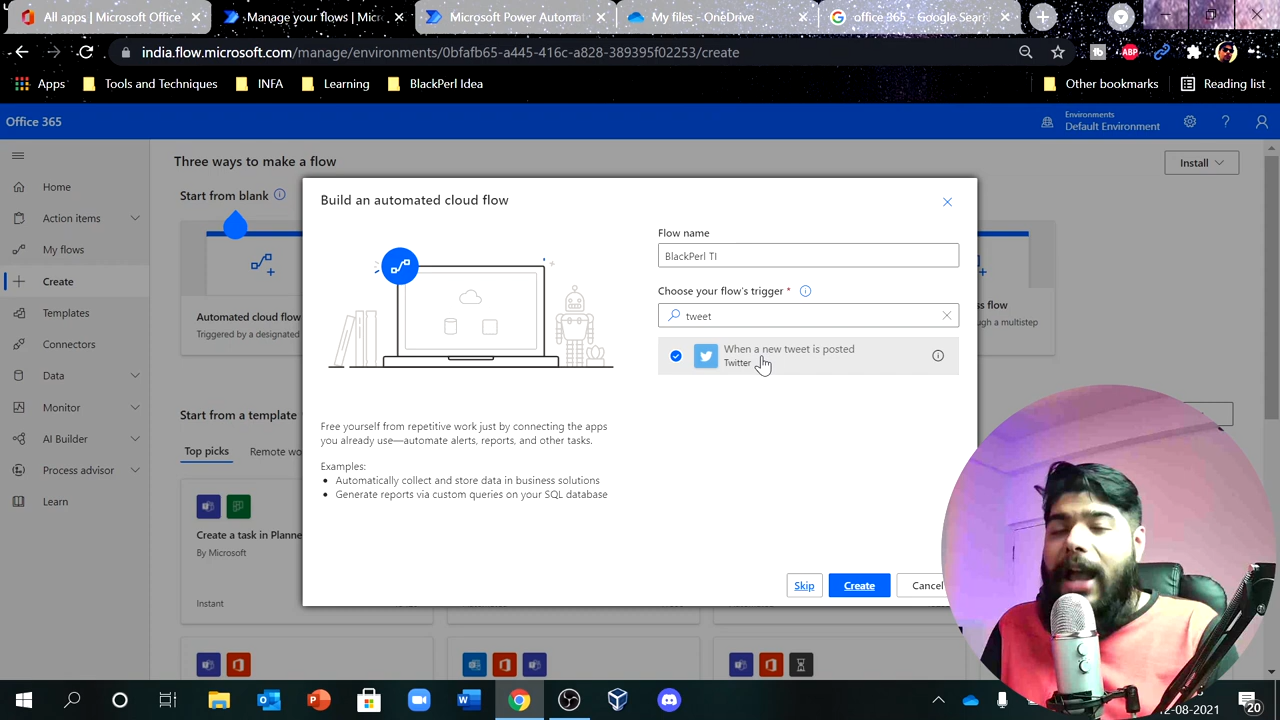 All apps | Microsoft Office
Manage your flows | Micr
Microsoft Power Automat
My files - OneDrive
office 365 - Google Sear
india.flow.microsoft.com/manage/environments/0bfafb65-a445-416c-a828-389395f02253/create
Apps
Tools and Techniques
INFA
Learning
BlackPerl Idea
Other bookmarks
Reading list
Office 365
Environments
Default Environment
Three ways to make a flow
Install
Home
Start from blank
Action items
My flows
Create
Templates
Connectors
Data
Monitor
AI Builder
Process advisor
Learn
Automated cloud flow
Triggered by a designated
ss flow
ough a multistep
Start from a template
Top picks
Remote wo
Create a task in Planne
By Microsoft
Instant
Build an automated cloud flow
Free yourself from repetitive work just by connecting the apps
you already use—automate alerts, reports, and other tasks.
Examples:
Automatically collect and store data in business solutions
Generate reports via custom queries on your SQL database
Flow name
BlackPerl TI
Choose your flow's trigger *
tweet
When a new tweet is posted
Twitter
Skip
Create
Cancel
12-08-2021
20